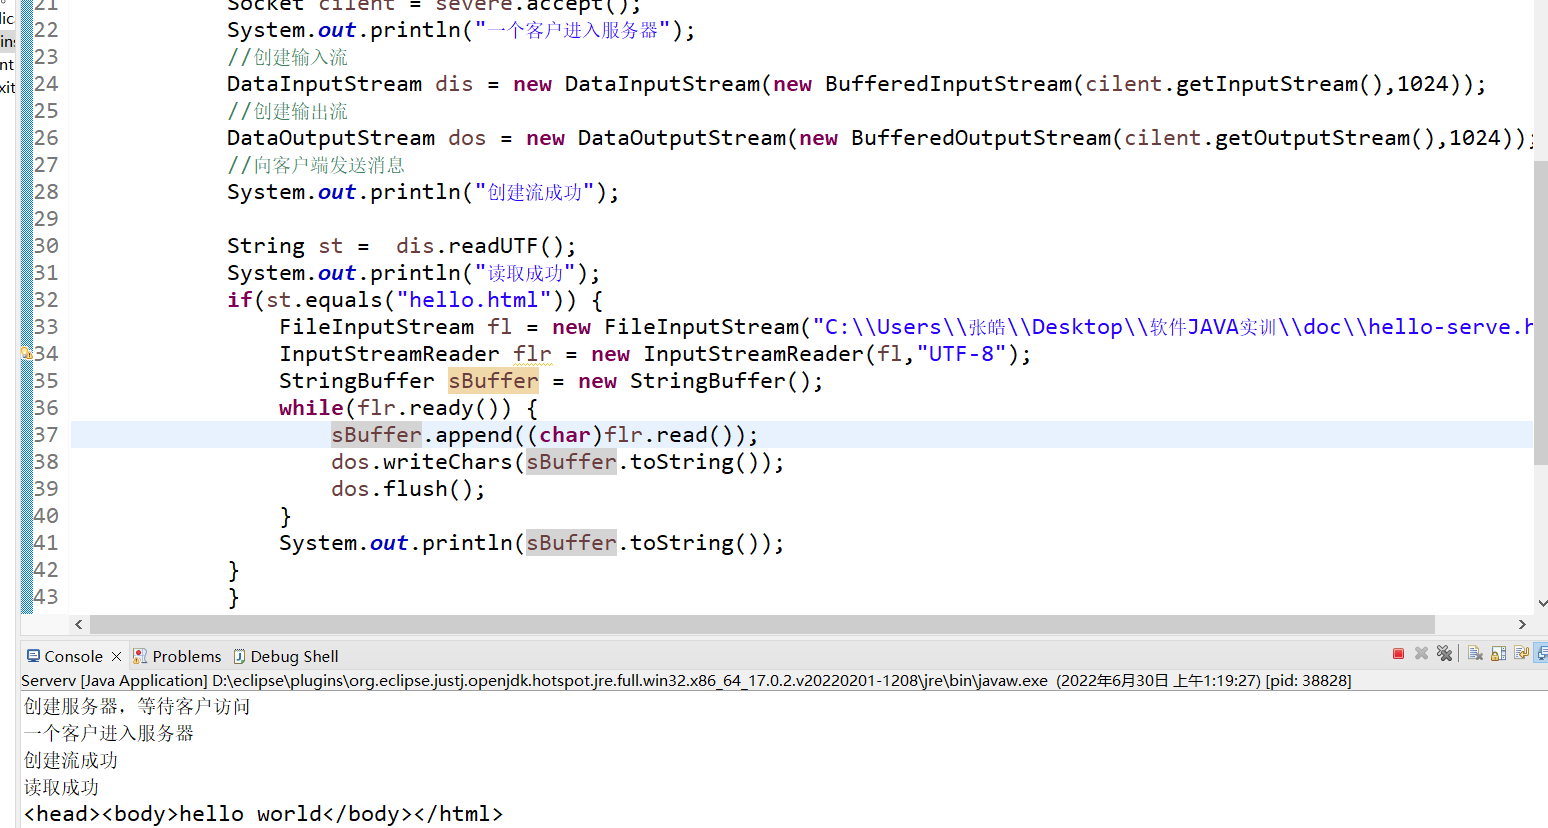 21 Socket cilent = severe.accept();
22 System.out.println("一个客户进入服务器");
23 //创建输入流
24 DataInputStream dis = new DataInputStream(new BufferedInputStream(cilent.getInputStream(),1024));
25 //创建输出流
26 DataOutputStream dos = new DataOutputStream(new BufferedOutputStream(cilent.getOutputStream(),1024));
27 //向客户端发送消息
28 System.out.println("创建流成功");
29
30 String st =  dis.readUTF();
31 System.out.println("读取成功");
32 if(st.equals("hello.html")) {
33 FileInputStream fl = new FileInputStream("C:\\Users\\张皓\\Desktop\\软件JAVA实训\\doc\\hello-serve.h
34 InputStreamReader flr = new InputStreamReader(fl,"UTF-8");
35 StringBuffer sBuffer = new StringBuffer();
36 while(flr.ready()) {
37 sBuffer.append((char)flr.read());
38 dos.writeChars(sBuffer.toString());
39 dos.flush();
40 }
41 System.out.println(sBuffer.toString());
42 }
43 }
Console Problems Debug Shell
Serverv [Java Application] D:\eclipse\plugins\org.eclipse.justj.openjdk.hotspot.jre.full.win32.x86_64_17.0.2.v20220201-1208\jre\bin\javaw.exe (2022年6月30日 上午1:19:27) [pid: 38828]
创建服务器，等待客户访问
一个客户进入服务器
创建流成功
读取成功
<head><body>hello world</body></html>